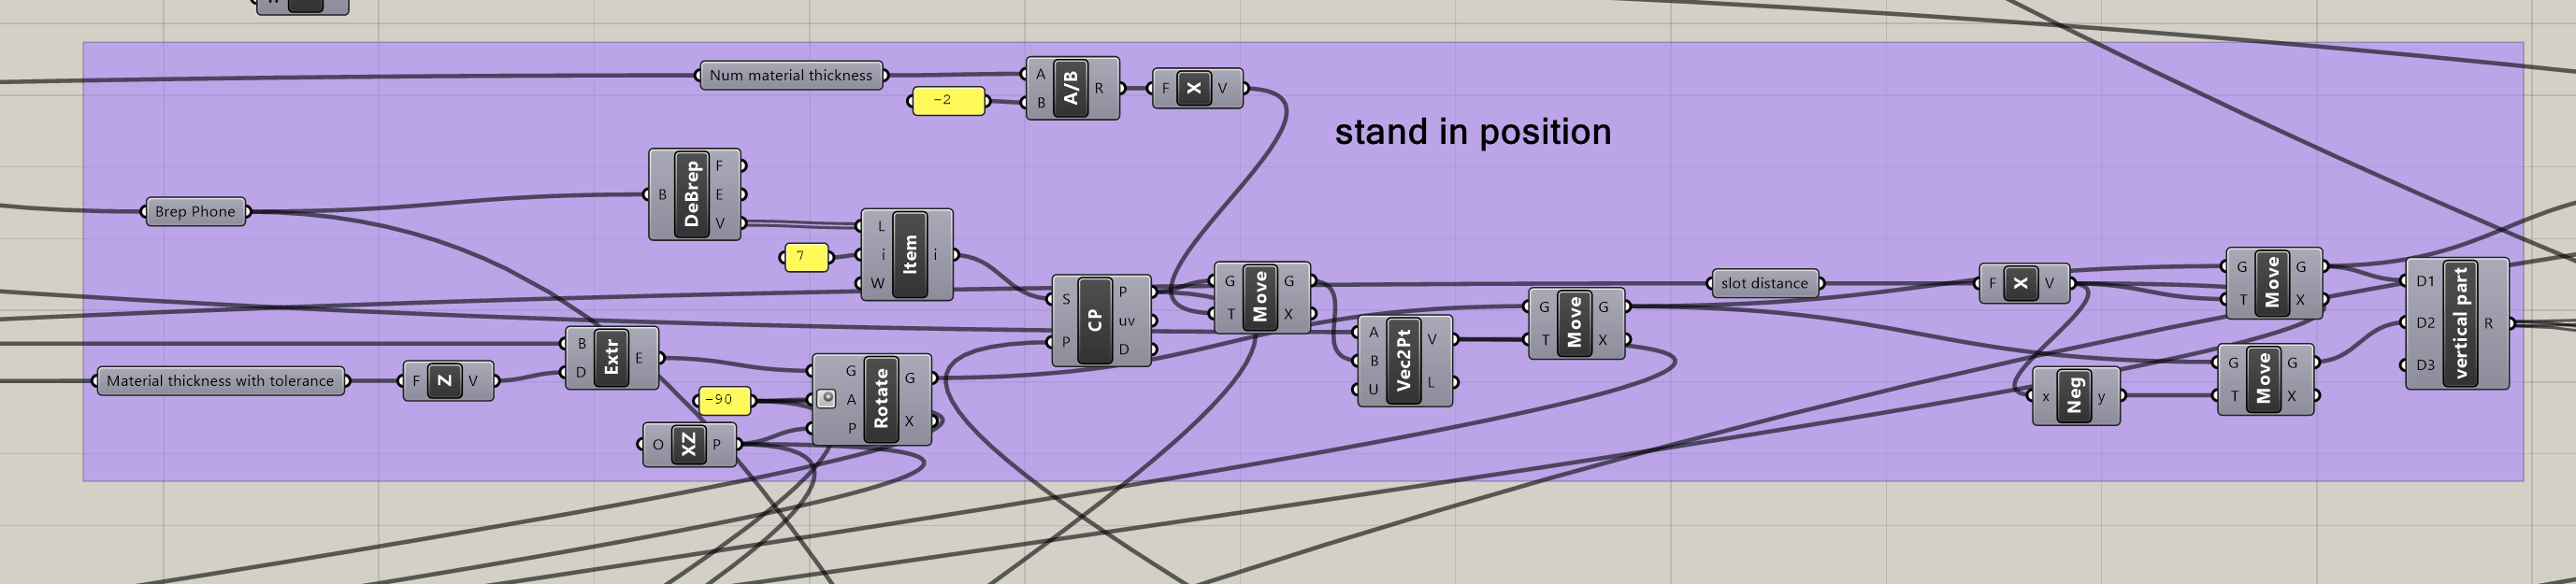 Num material thickness
-2
A
B
A/B
R
F
X
V
stand in position
B
DeBrep
F
E
V
Brep Phone
L
i
W
Item
i
7
S
P
CP
P
uv
D
G
T
Move
G
X
slot distance
F
X
V
G
T
Move
G
X
D1
D2
D3
vertical part
R
G
T
Move
G
X
A
B
U
Vec2Pt
V
L
B
D
Extr
E
Material thickness with tolerance
F
Z
V
G
A
P
Rotate
G
X
-90
O
XZ
P
x
Neg
y
G
T
Move
G
X